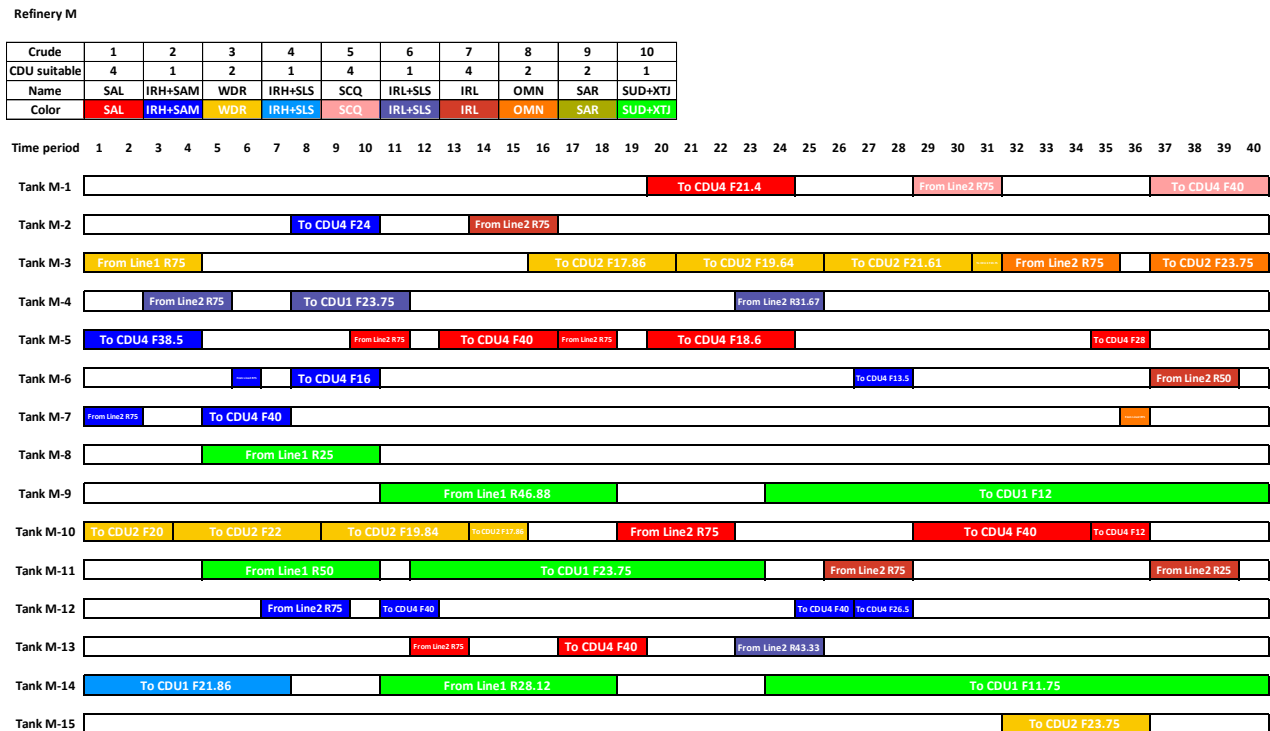 Refinery M
Crude 1 2 3 4 5 6 7 8 9 10
CDU suitable 4 1 2 1 4 1 4 2 2 1
Name SAL IRH+SAM WDR IRH+SLS SCQ IRL+SLS IRL OMN SAR SUD+XTJ
Color SAL IRH+SAM WDR IRH+SLS SCQ IRL+SLS IRL OMN SAR SUD+XTJ
Time period 1 2 3 4 5 6 7 8 9 10 11 12 13 14 15 16 17 18 19 20 21 22 23 24 25 26 27 28 29 30 31 32 33 34 35 36 37 38 39 40
Tank M-1 To CDU4 F21.4 From Line2 R75 To CDU4 F40
Tank M-2 To CDU4 F24 From Line2 R75
Tank M-3 From Line1 R75 To CDU2 F17.86 To CDU2 F19.64 To CDU2 F21.61 From Line2 R75 To CDU2 F23.75
Tank M-4 From Line2 R75 To CDU1 F23.75 From Line2 R31.67
Tank M-5 To CDU4 F38.5 From Line2 R75 To CDU4 F40 From Line2 R75 To CDU4 F18.6 To CDU4 F28
Tank M-6 To CDU4 F16 To CDU4 F13.5 From Line2 R50
Tank M-7 From Line2 R75 To CDU4 F40
Tank M-8 From Line1 R25
Tank M-9 From Line1 R46.88 To CDU1 F12
Tank M-10 To CDU2 F20 To CDU2 F22 To CDU2 F19.84 To CDU2 F17.86 From Line2 R75 To CDU4 F40 To CDU4 F12
Tank M-11 From Line1 R50 To CDU1 F23.75 From Line2 R75 From Line2 R25
Tank M-12 From Line2 R75 To CDU4 F40 To CDU4 F40 To CDU4 F26.5
Tank M-13 From Line2 R75 To CDU4 F40 From Line2 R43.33
Tank M-14 To CDU1 F21.86 From Line1 R28.12 To CDU1 F11.75
Tank M-15 To CDU2 F23.75